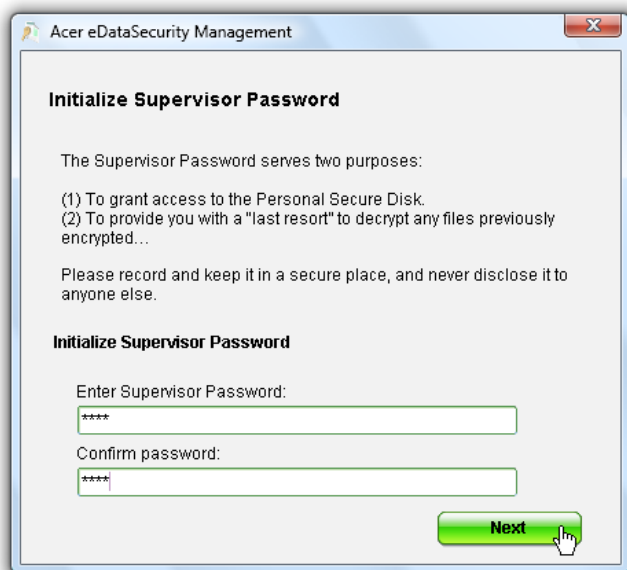 Acer eDataSecurity Management
Initialize Supervisor Password
The Supervisor Password serves two purposes:
(1) To grant access to the Personal Secure Disk.
(2) To provide you with a "last resort" to decrypt any files previously
encrypted...
Please record and keep it in a secure place, and never disclose it to
anyone else.
Initialize Supervisor Password
Enter Supervisor Password:
****
Confirm password:
****
Next